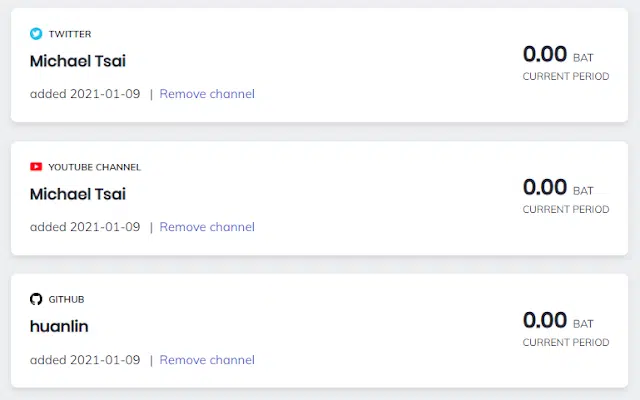 TWITTER
Michael Tsai
added 2021-01-09 | Remove channel
0.00 BAT
CURRENT PERIOD
YOUTUBE CHANNEL
Michael Tsai
added 2021-01-09 | Remove channel
0.00 BAT
CURRENT PERIOD
GITHUB
huanlin
added 2021-01-09 | Remove channel
0.00 BAT
CURRENT PERIOD